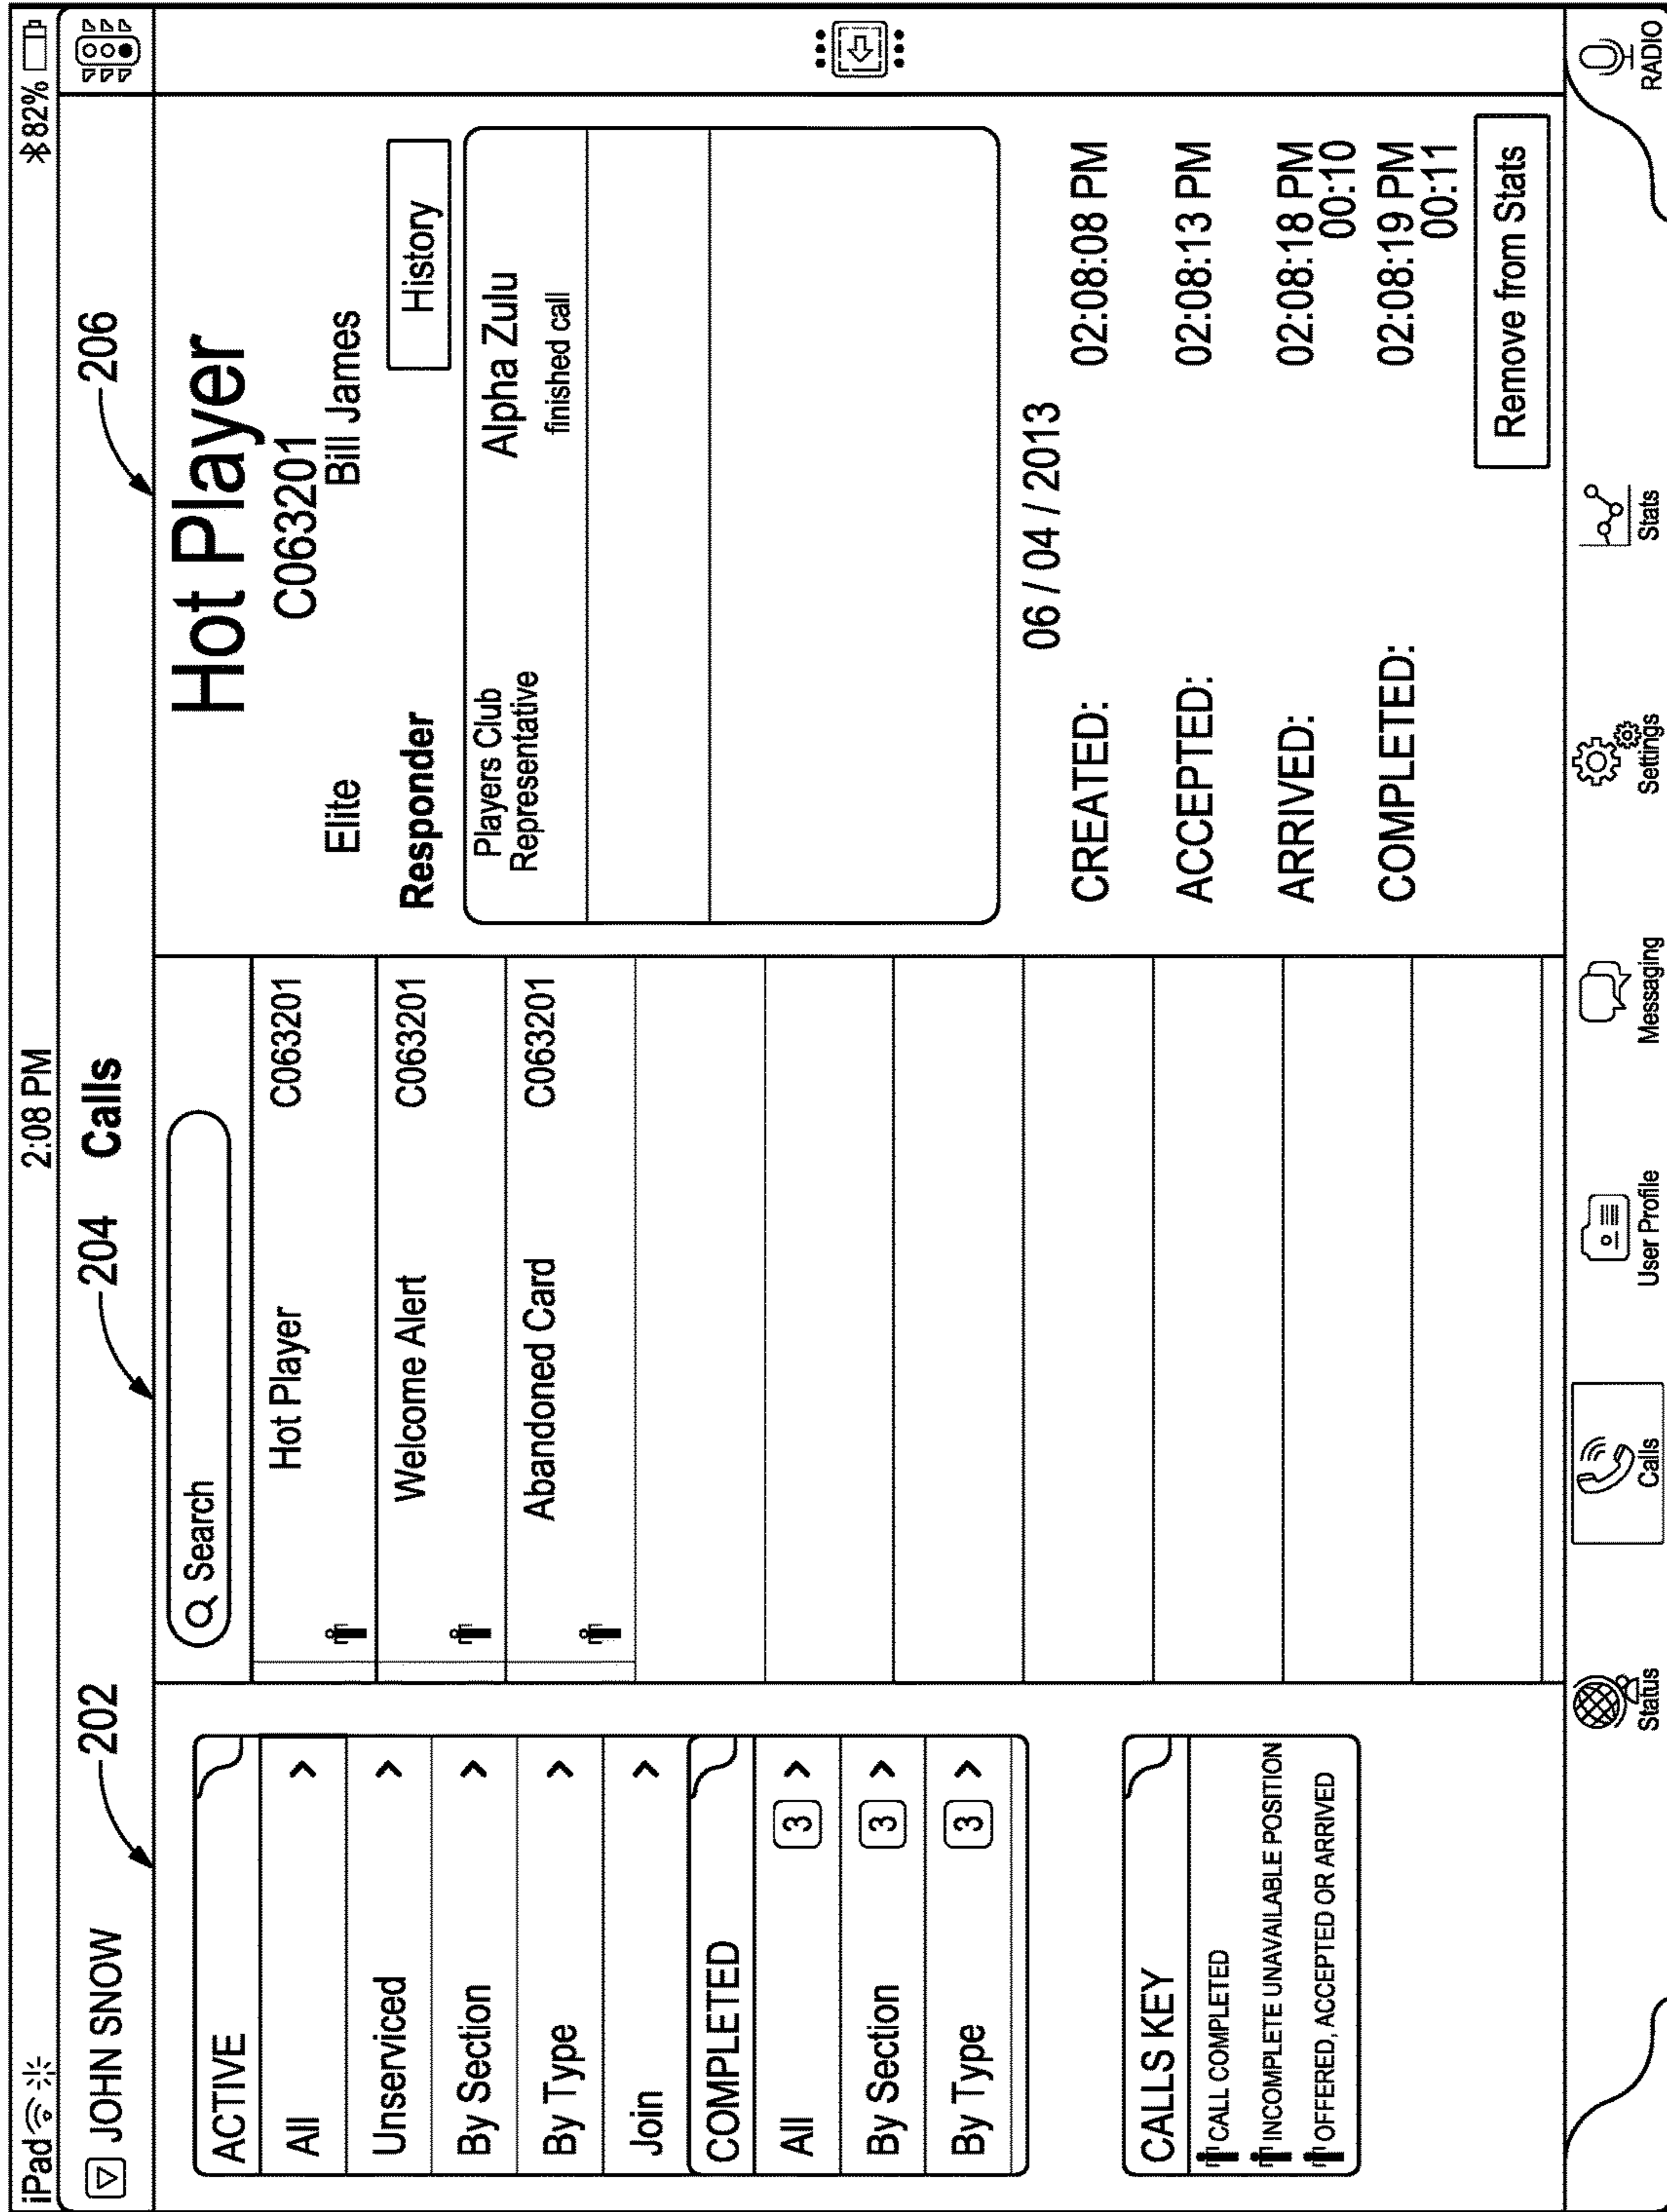 iPad 2:08 PM 82%
JOHN SNOW
202
204
Calls
206
ACTIVE
All >
Unserviced >
By Section >
By Type >
Join >
COMPLETED
All 3 >
By Section 3 >
By Type 3 >
CALLS KEY
CALL COMPLETED
INCOMPLETE UNAVAILABLE POSITION
OFFERED, ACCEPTED OR ARRIVED
Search
Hot Player C063201
Welcome Alert C063201
Abandoned Card C063201
Hot Player
C063201
Elite Bill James
Responder History
Players Club
Representative
Alpha Zulu
finished call
06 / 04 / 2013
CREATED: 02:08:08 PM
ACCEPTED: 02:08:13 PM
ARRIVED: 02:08:18 PM
00:10
COMPLETED: 02:08:19 PM
00:11
Remove from Stats
Status
Calls
User Profile
Messaging
Settings
Stats
RADIO